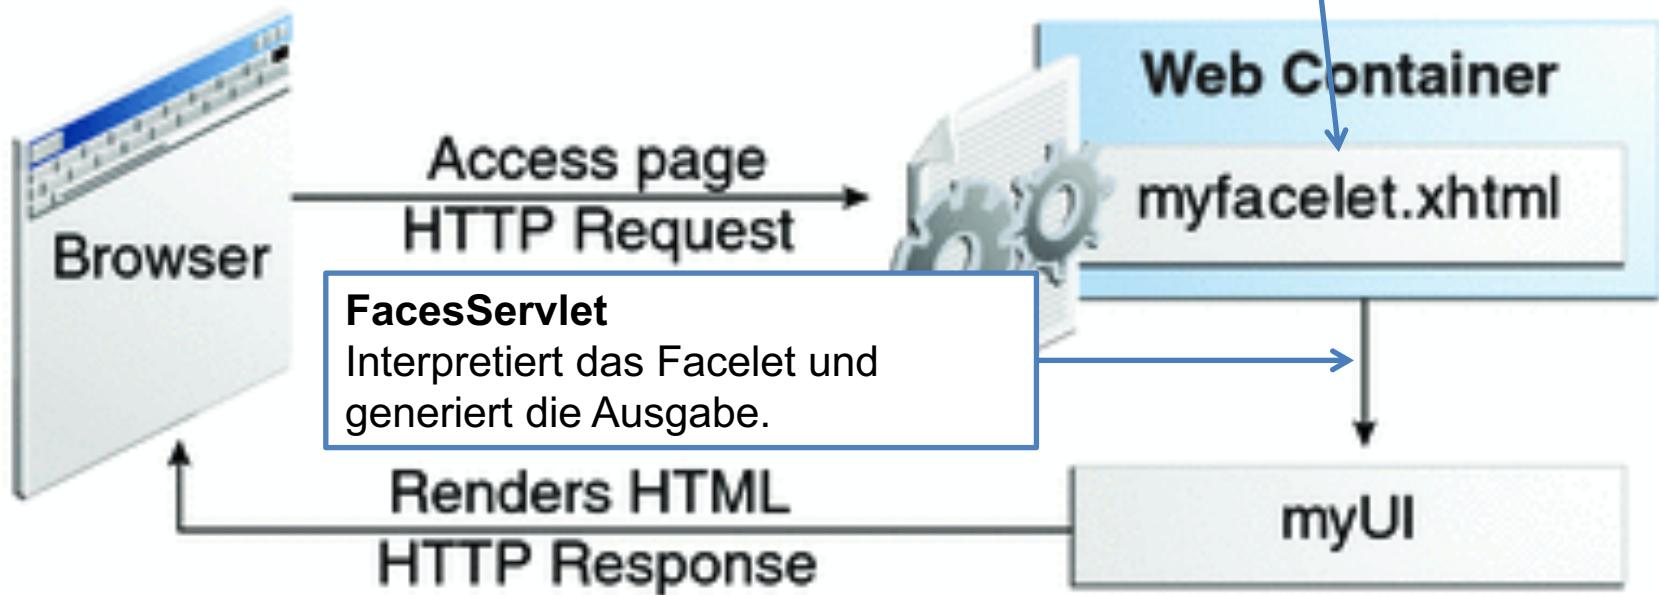 Web Container
Access page
myfacelet.xhtml
HTTP Request
Browser
FacesServlet
Interpretiert das Facelet und
generiert die Ausgabe.
Renders HTML
myUI
HTTP Response